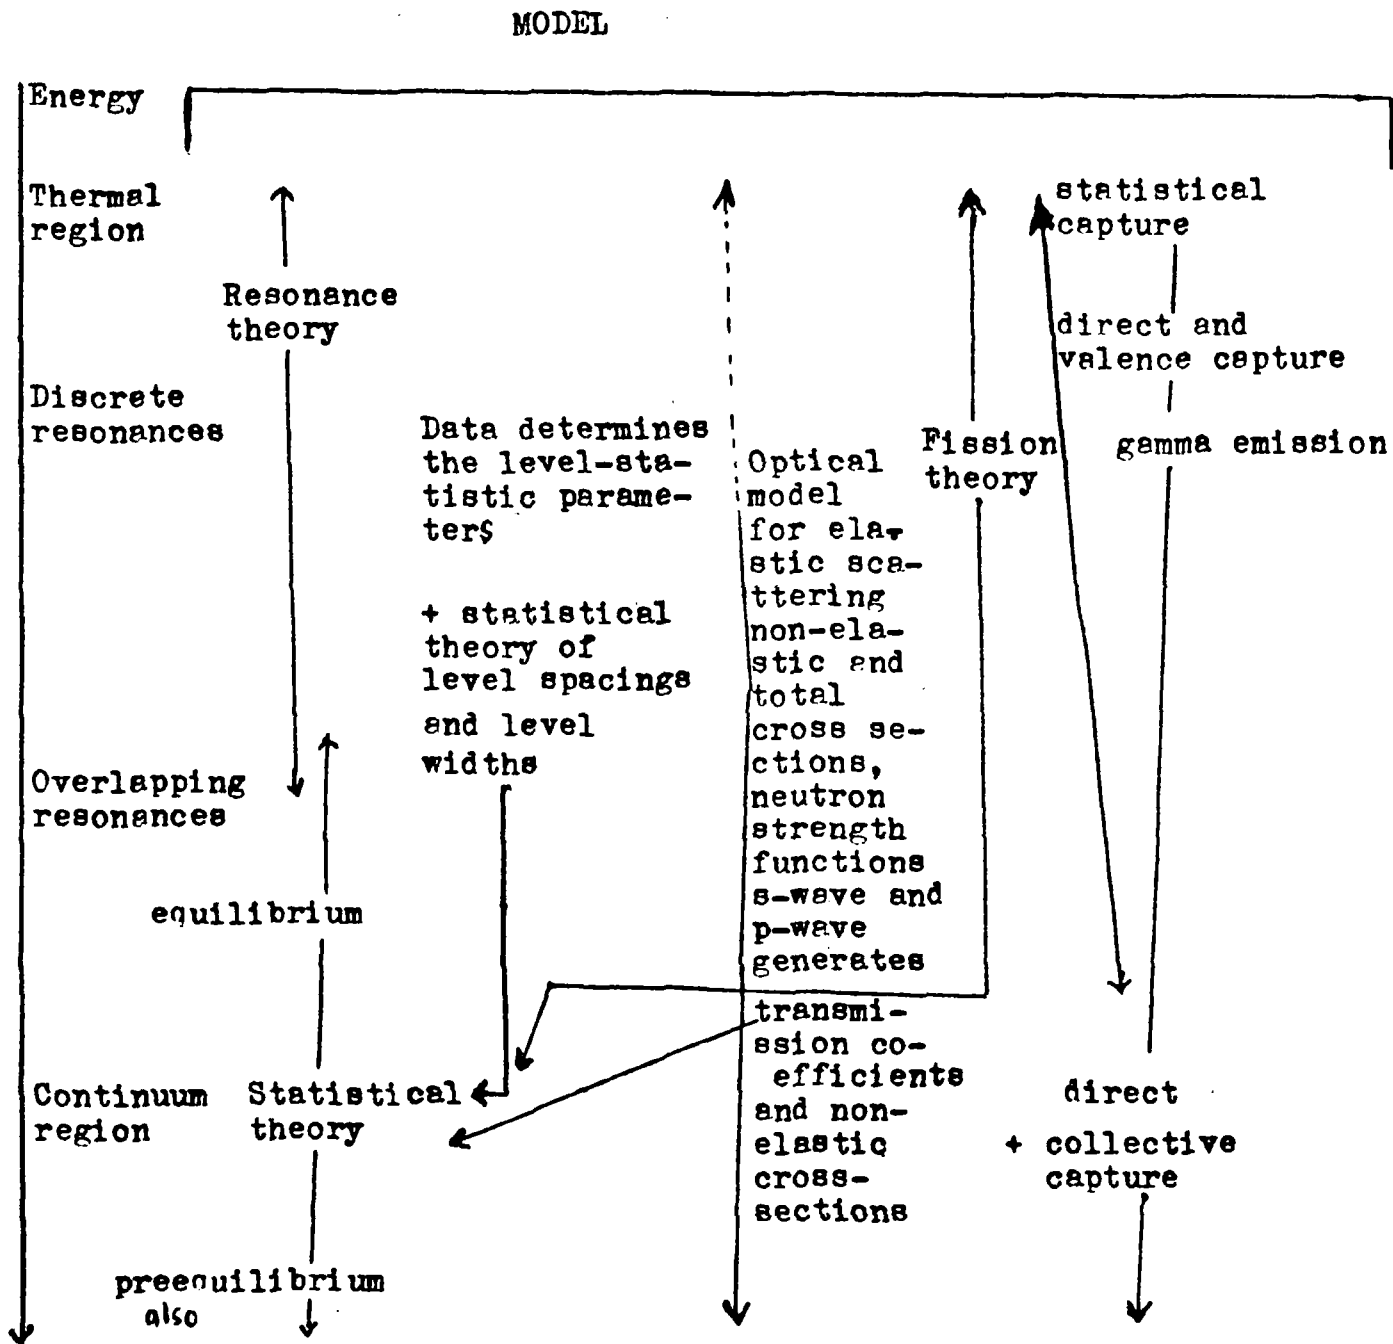 MODEL
Energy
Thermal
region
Resonance
theory
Discrete
resonances
Overlapping
resonances
equilibrium
Continuum
region
Statistical
theory
preequilibrium
also
Data determines
the level-sta-
tistic parame-
ters
+ statistical
theory of
level spacings
and level
widths
Optical
model
for ela-
stic sca-
ttering
non-ela-
stic and
total
cross se-
ctions,
neutron
strength
functions
s-wave and
p-wave
generates
transmi-
ssion co-
efficients
and non-
elastic
cross-
sections
Fission
theory
statistical
capture
direct and
valence capture
gamma emission
direct
+ collective
capture